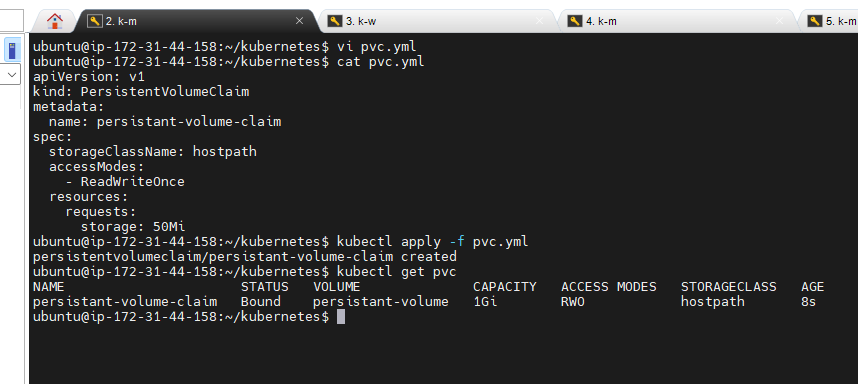 2. k-m
3. k-w
4. k-m
5. k-m
ubuntu@ip-172-31-44-158:~/kubernetes$ vi pvc.yml
ubuntu@ip-172-31-44-158:~/kubernetes$ cat pvc.yml
apiVersion: v1
kind: PersistentVolumeClaim
metadata:
  name: persistant-volume-claim
spec:
  storageClassName: hostpath
  accessModes:
    - ReadWriteOnce
  resources:
    requests:
      storage: 50Mi
ubuntu@ip-172-31-44-158:~/kubernetes$ kubectl apply -f pvc.yml
persistentvolumeclaim/persistant-volume-claim created
ubuntu@ip-172-31-44-158:~/kubernetes$ kubectl get pvc
NAME                      STATUS   VOLUME              CAPACITY   ACCESS MODES   STORAGECLASS   AGE
persistant-volume-claim   Bound    persistant-volume   1Gi        RWO            hostpath       8s
ubuntu@ip-172-31-44-158:~/kubernetes$